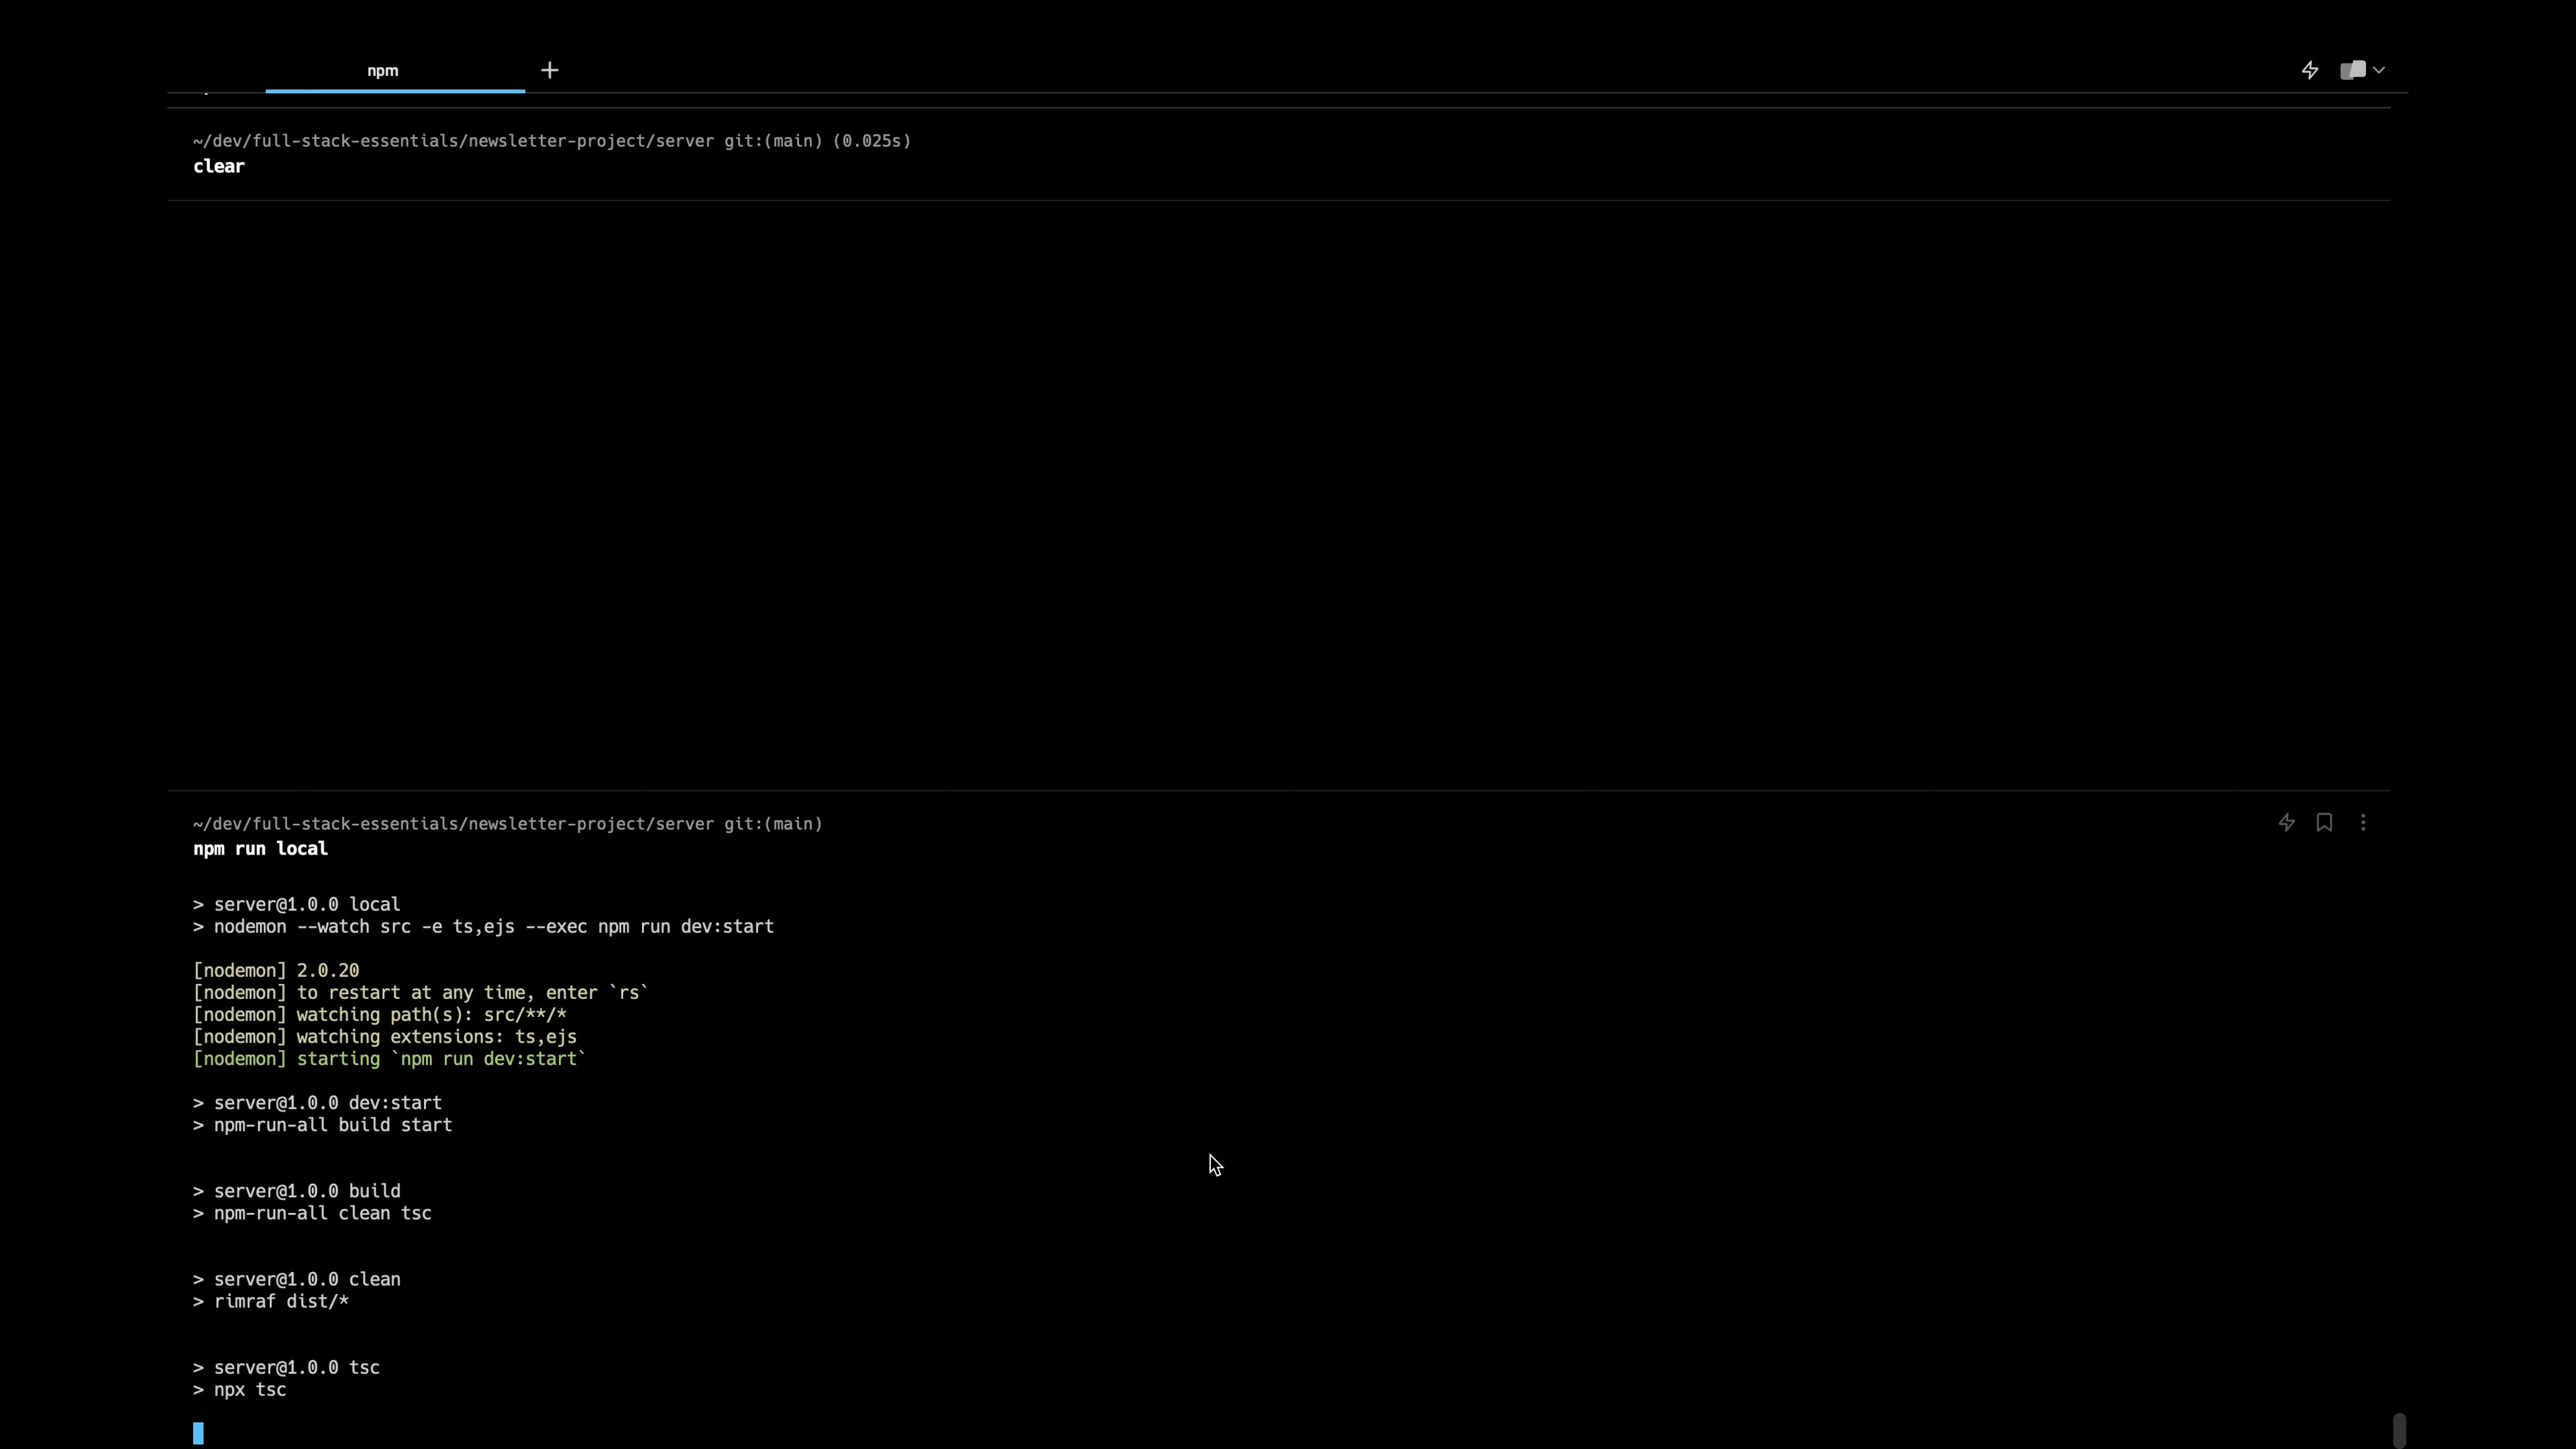 npm
~/dev/full-stack-essentials/newsletter-project/server git:(main) (0.025s)
clear
~/dev/full-stack-essentials/newsletter-project/server git:(main)
npm run local
> server@1.0.0 local
> nodemon --watch src -e ts,ejs --exec npm run dev:start
[nodemon] 2.0.20
[nodemon] to restart at any time, enter `rs`
[nodemon] watching path(s): src/**/*
[nodemon] watching extensions: ts,ejs
[nodemon] starting `npm run dev:start`
> server@1.0.0 dev:start
> npm-run-all build start
> server@1.0.0 build
> npm-run-all clean tsc
> server@1.0.0 clean
> rimraf dist/*
> server@1.0.0 tsc
> npx tsc